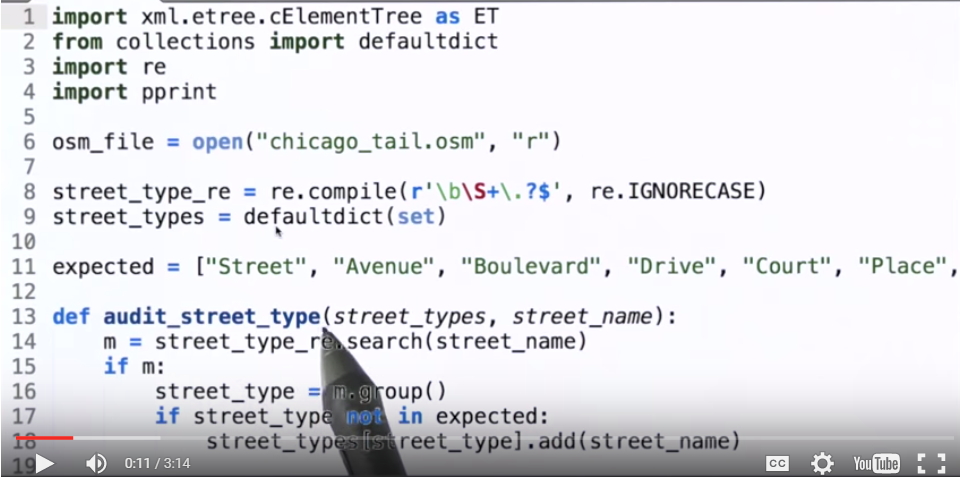 1 import xml.etree.cElementTree as ET
2 from collections import defaultdict
3 import re
4 import pprint
5
6 osm_file = open("chicago_tail.osm", "r")
7
8 street_type_re = re.compile(r'\b\S+\.?$', re.IGNORECASE)
9 street_types = defaultdict(set)
10
11 expected = ["Street", "Avenue", "Boulevard", "Drive", "Court", "Place",
12
13 def audit_street_type(street_types, street_name):
14     m = street_type_re.search(street_name)
15     if m:
16         street_type = m.group()
17         if street_type not in expected:
18             street_types[street_type].add(street_name)
19
0:11 / 3:14 CC YouTube